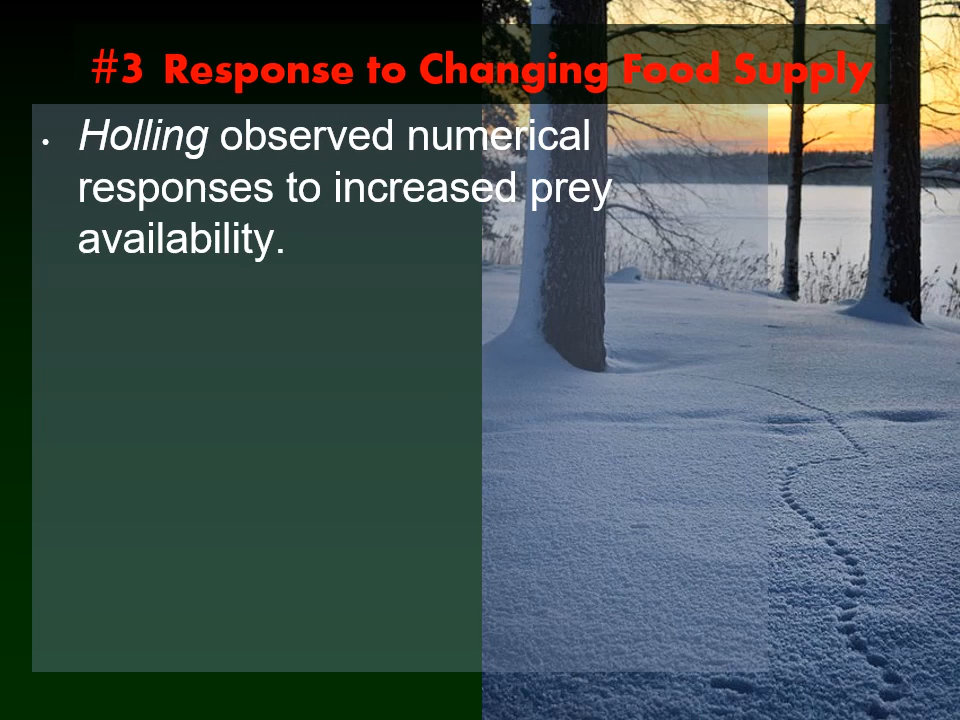 #3 Response to Changing Food Supply
• Holling observed numerical
responses to increased prey
availability.